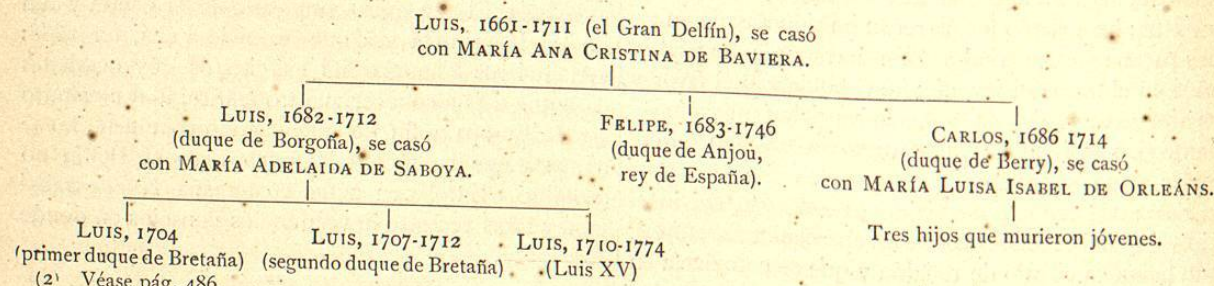 Luis, 1661-1711 (el Gran Delfín), se casó
con María Ana Cristina de Baviera.
Luis, 1682-1712
(duque de Borgoña), se casó
con María Adelaida de Saboya.
Felipe, 1683-1746
(duque de Anjou,
rey de España).
Carlos, 1686 1714
(duque de Berry), se casó
con María Luisa Isabel de Orleáns.
Luis, 1704
(primer duque de Bretaña)
Luis, 1707-1712
(segundo duque de Bretaña).
Luis, 1710-1774
(Luis XV)
Tres hijos que murieron jóvenes.
(2) Véase pág. 486